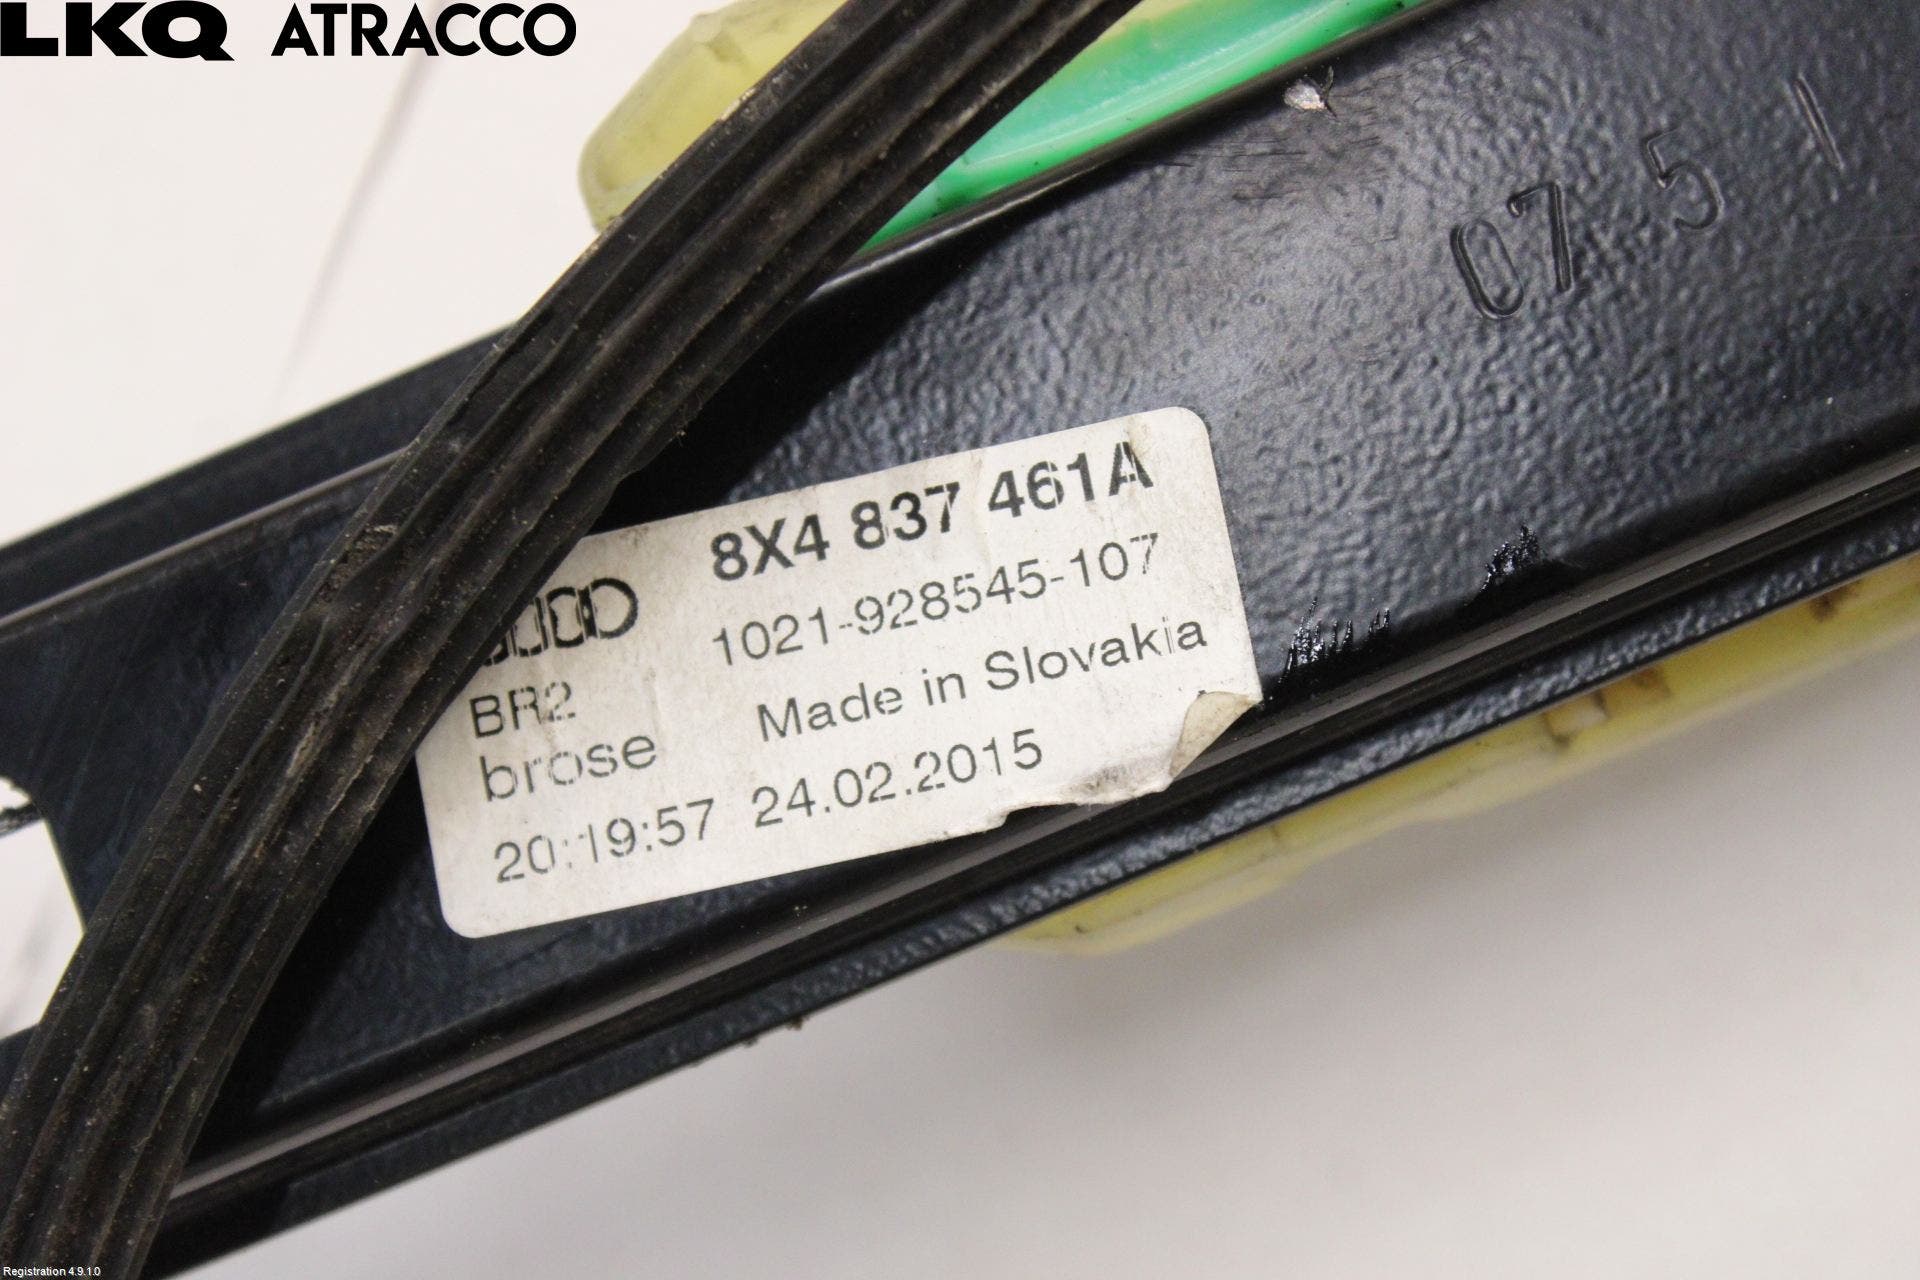 LKQ ATRACCO
07 5 1
8X4 837 461A
1021-928545-107
BR2
Made in Slovakia
brose
20:19:57 24.02.2015
Registration 4.9.1.0